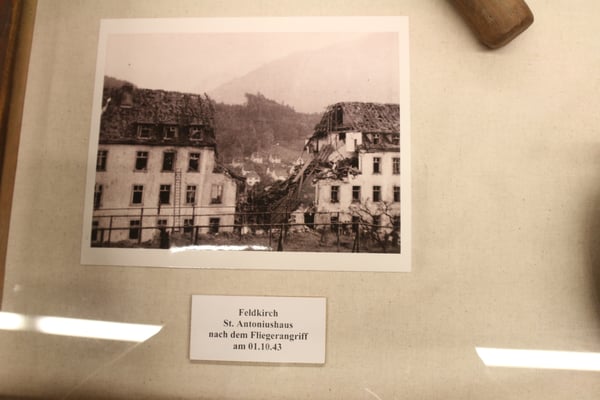 Feldkirch
St. Antoniushaus
nach dem Fliegerangriff
am 01.10.43